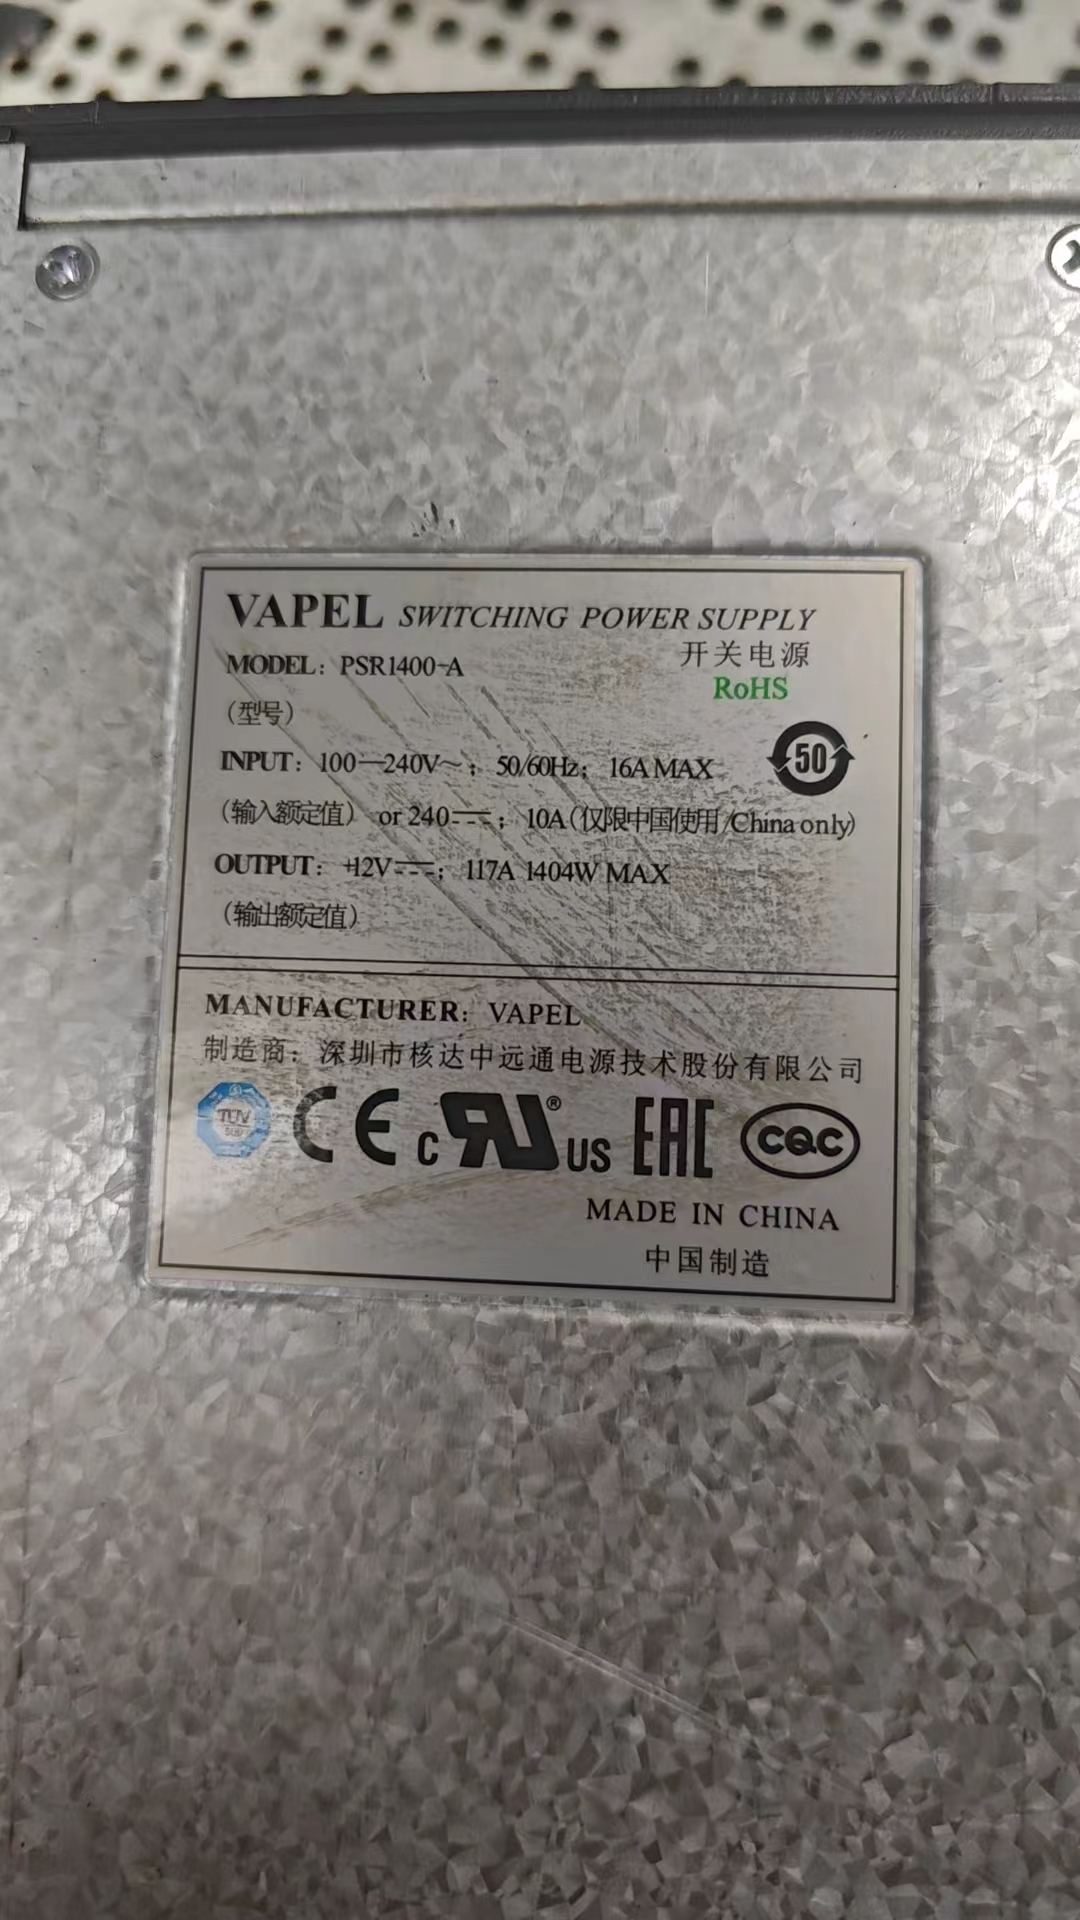 VAPEL SWITCHING POWER SUPPLY
开关电源
MODEL: PSR1400-A
RoHS
(型号)
INPUT: 100—240V~; 50/60Hz; 16A MAX
50
(输入额定值) or 240⎓; 10A(仅限中国使用/China only)
OUTPUT: +12V⎓; 117A 1404W MAX
(输出额定值)
MANUFACTURER: VAPEL
制造商: 深圳市核达中远通电源技术股份有限公司
TÜV SÜD CE c RU® US EAC CQC
MADE IN CHINA
中国制造